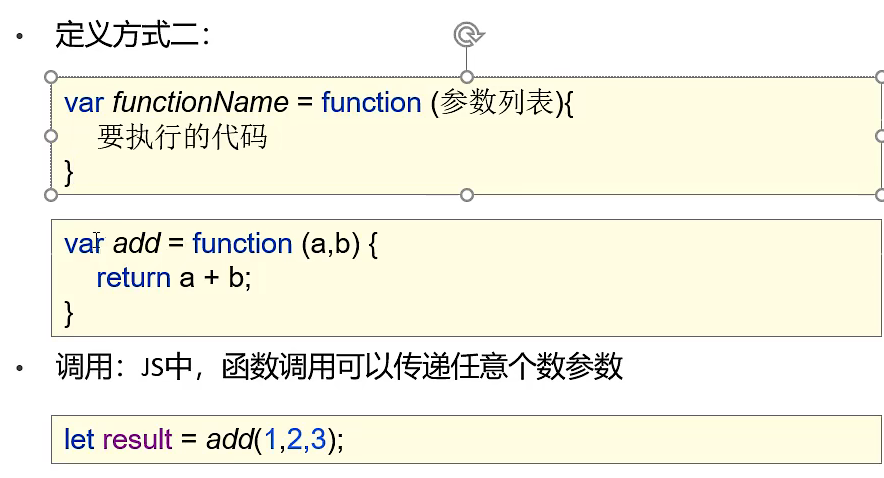 • 定义方式二：
var functionName = function (参数列表){
要执行的代码
}
var add = function (a,b) {
return a + b;
}
• 调用：JS中，函数调用可以传递任意个数参数
let result = add(1,2,3);